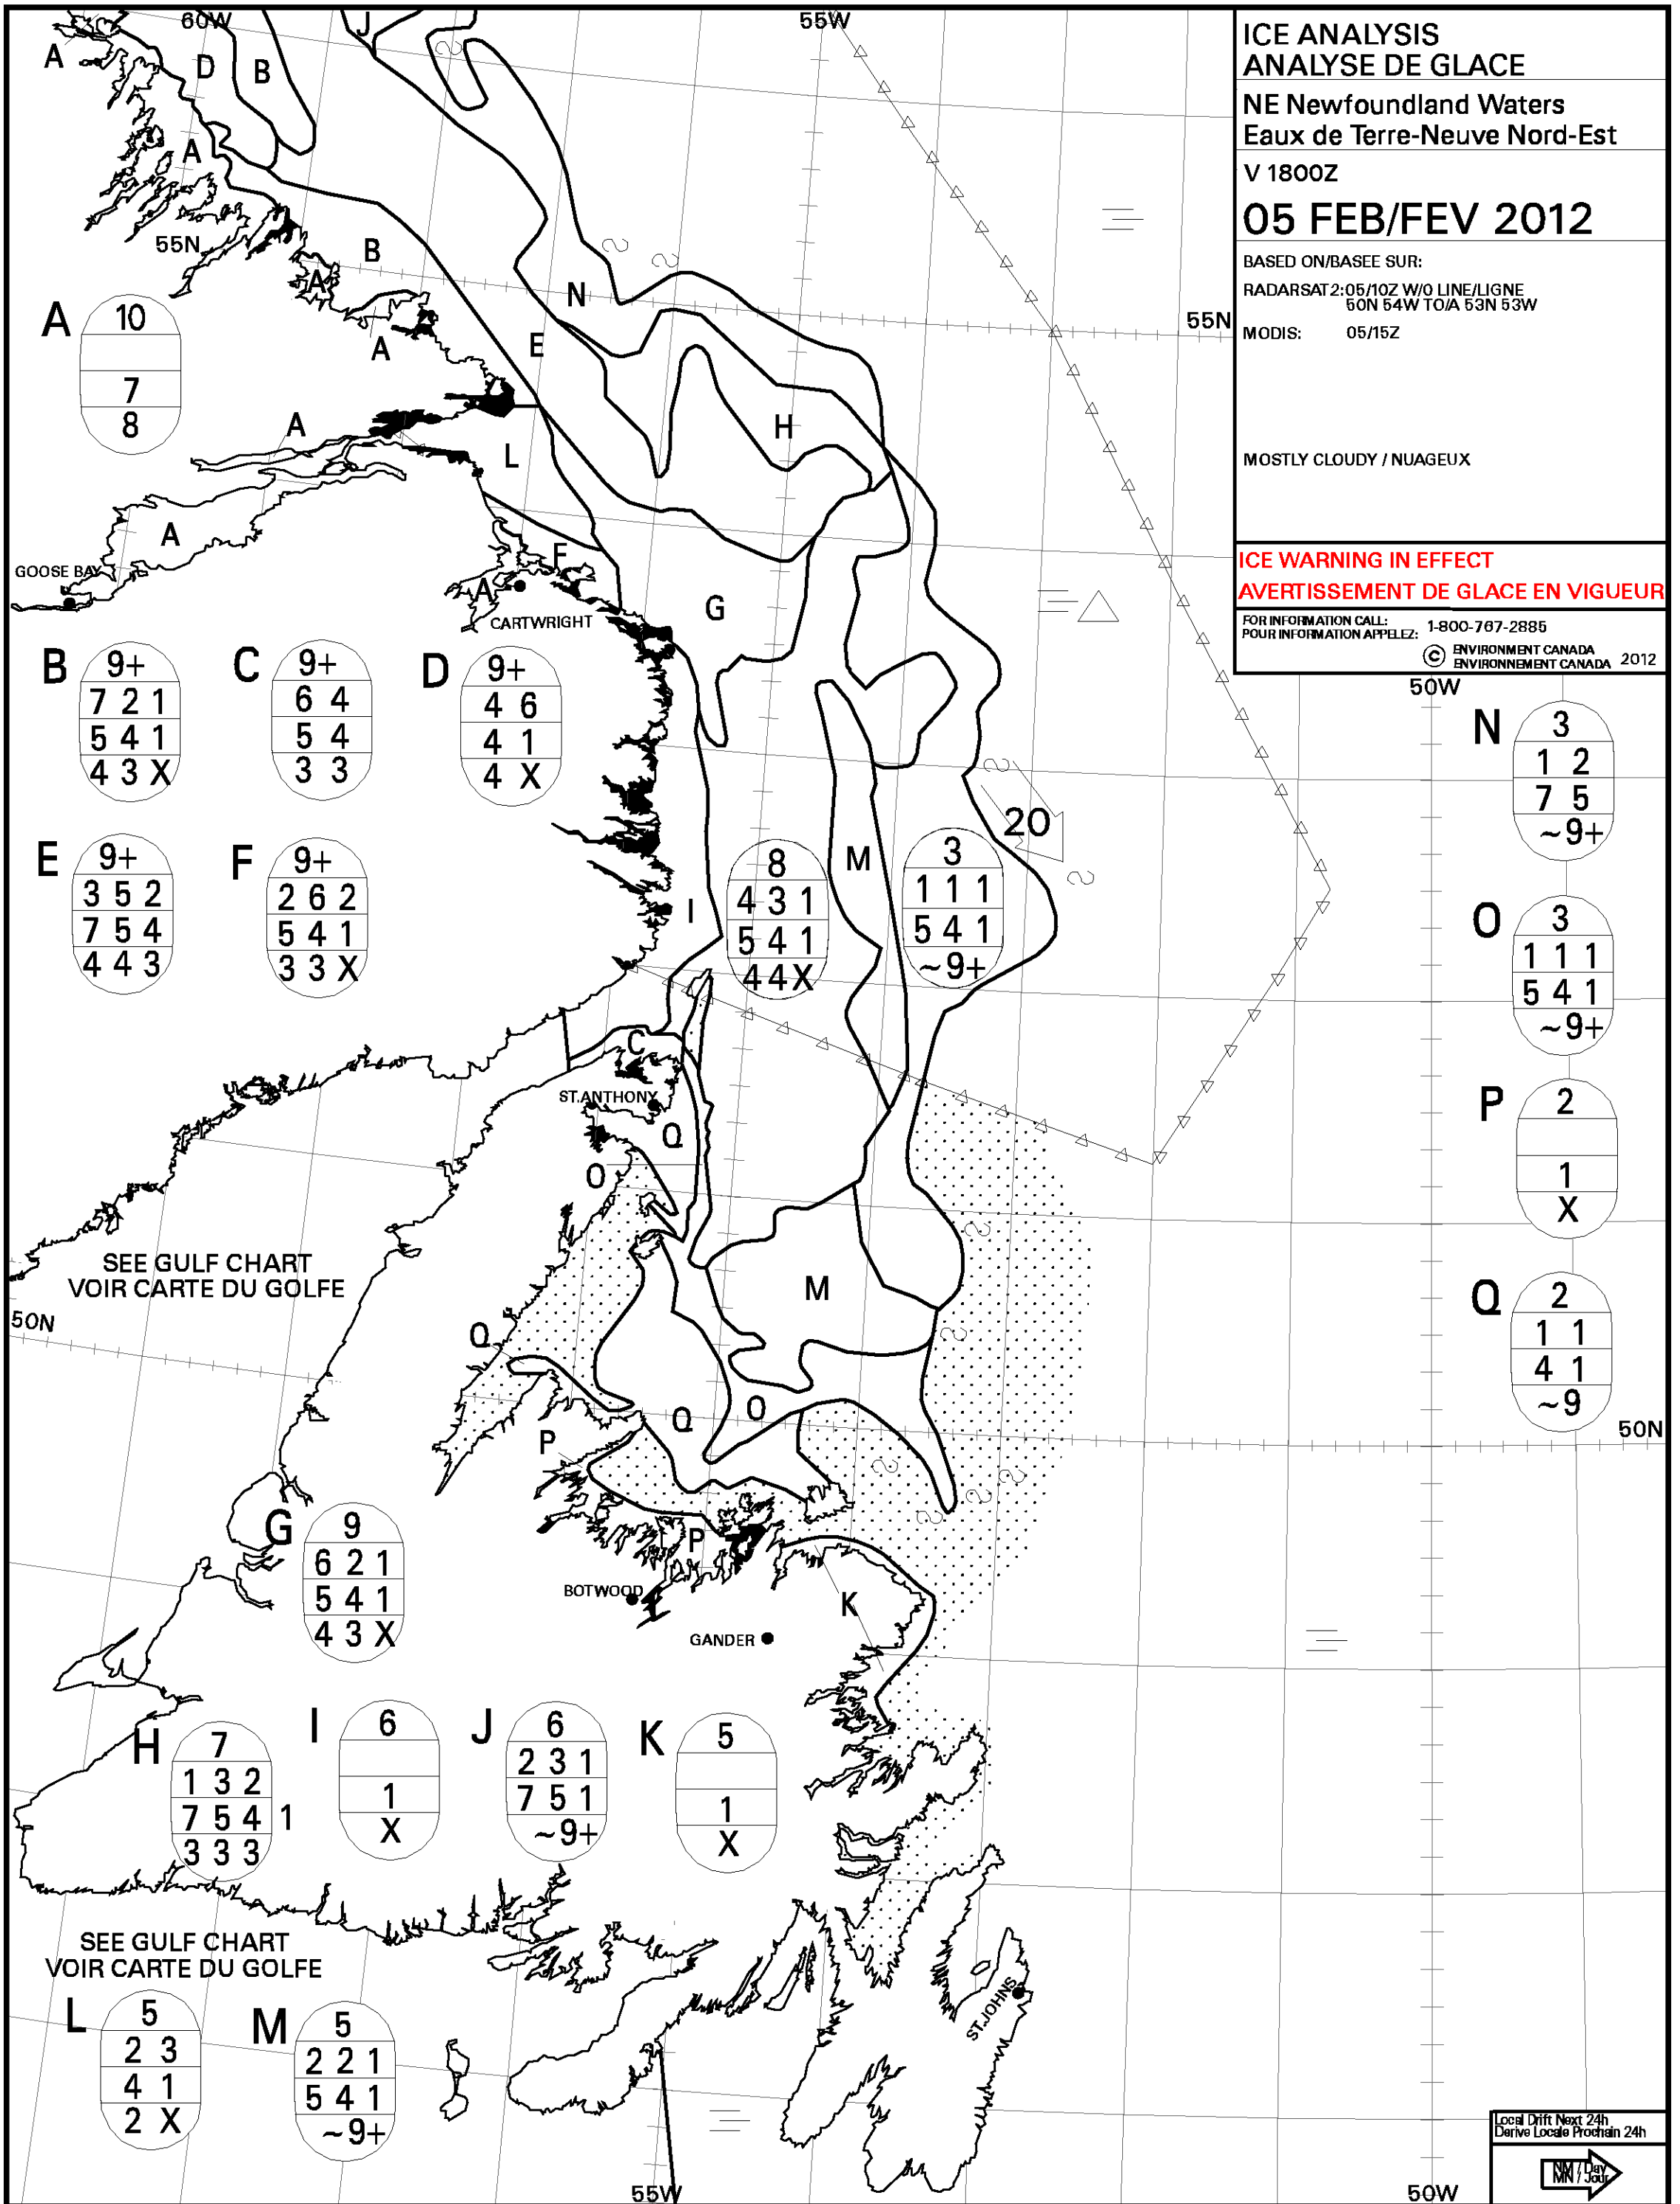 ICE ANALYSIS
ANALYSE DE GLACE
NE Newfoundland Waters
Eaux de Terre-Neuve Nord-Est
V 1800Z
05 FEB/FEV 2012
BASED ON/BASEE SUR:
RADARSAT2:05/10Z W/O LINE/LIGNE
50N 54W TO/A 53N 53W
MODIS: 05/15Z
MOSTLY CLOUDY / NUAGEUX
ICE WARNING IN EFFECT
AVERTISSEMENT DE GLACE EN VIGUEUR
FOR INFORMATION CALL:
POUR INFORMATION APPELEZ: 1-800-767-2885
© ENVIRONMENT CANADA
ENVIRONNEMENT CANADA 2012
60W
55W
J
A
D
B
A
55N
B
A
N
E
55N
A
A
H
L
A
F
GOOSE BAY
A
CARTWRIGHT
G
50W
A
10
7
8
B
9+
7 2 1
5 4 1
4 3 X
C
9+
6 4
5 4
3 3
D
9+
4 6
4 1
4 X
E
9+
3 5 2
7 5 4
4 4 3
F
9+
2 6 2
5 4 1
3 3 X
I
8
4 3 1
5 4 1
4 4 X
M
3
1 1 1
5 4 1
~9+
20
N
3
1 2
7 5
~9+
O
3
1 1 1
5 4 1
~9+
P
2
1
X
Q
2
1 1
4 1
~9
C
ST.ANTHONY
Q
O
SEE GULF CHART
VOIR CARTE DU GOLFE
M
50N
Q
Q
O
50N
P
P
BOTWOOD
K
GANDER
G
9
6 2 1
5 4 1
4 3 X
H
7
1 3 2
7 5 4 1
3 3 3
I
6
1
X
J
6
2 3 1
7 5 1
~9+
K
5
1
X
SEE GULF CHART
VOIR CARTE DU GOLFE
ST.JOHNS
L
5
2 3
4 1
2 X
M
5
2 2 1
5 4 1
~9+
Local Drift Next 24h
Derive Locale Prochain 24h
NM / Day
MN / Jour
55W
50W